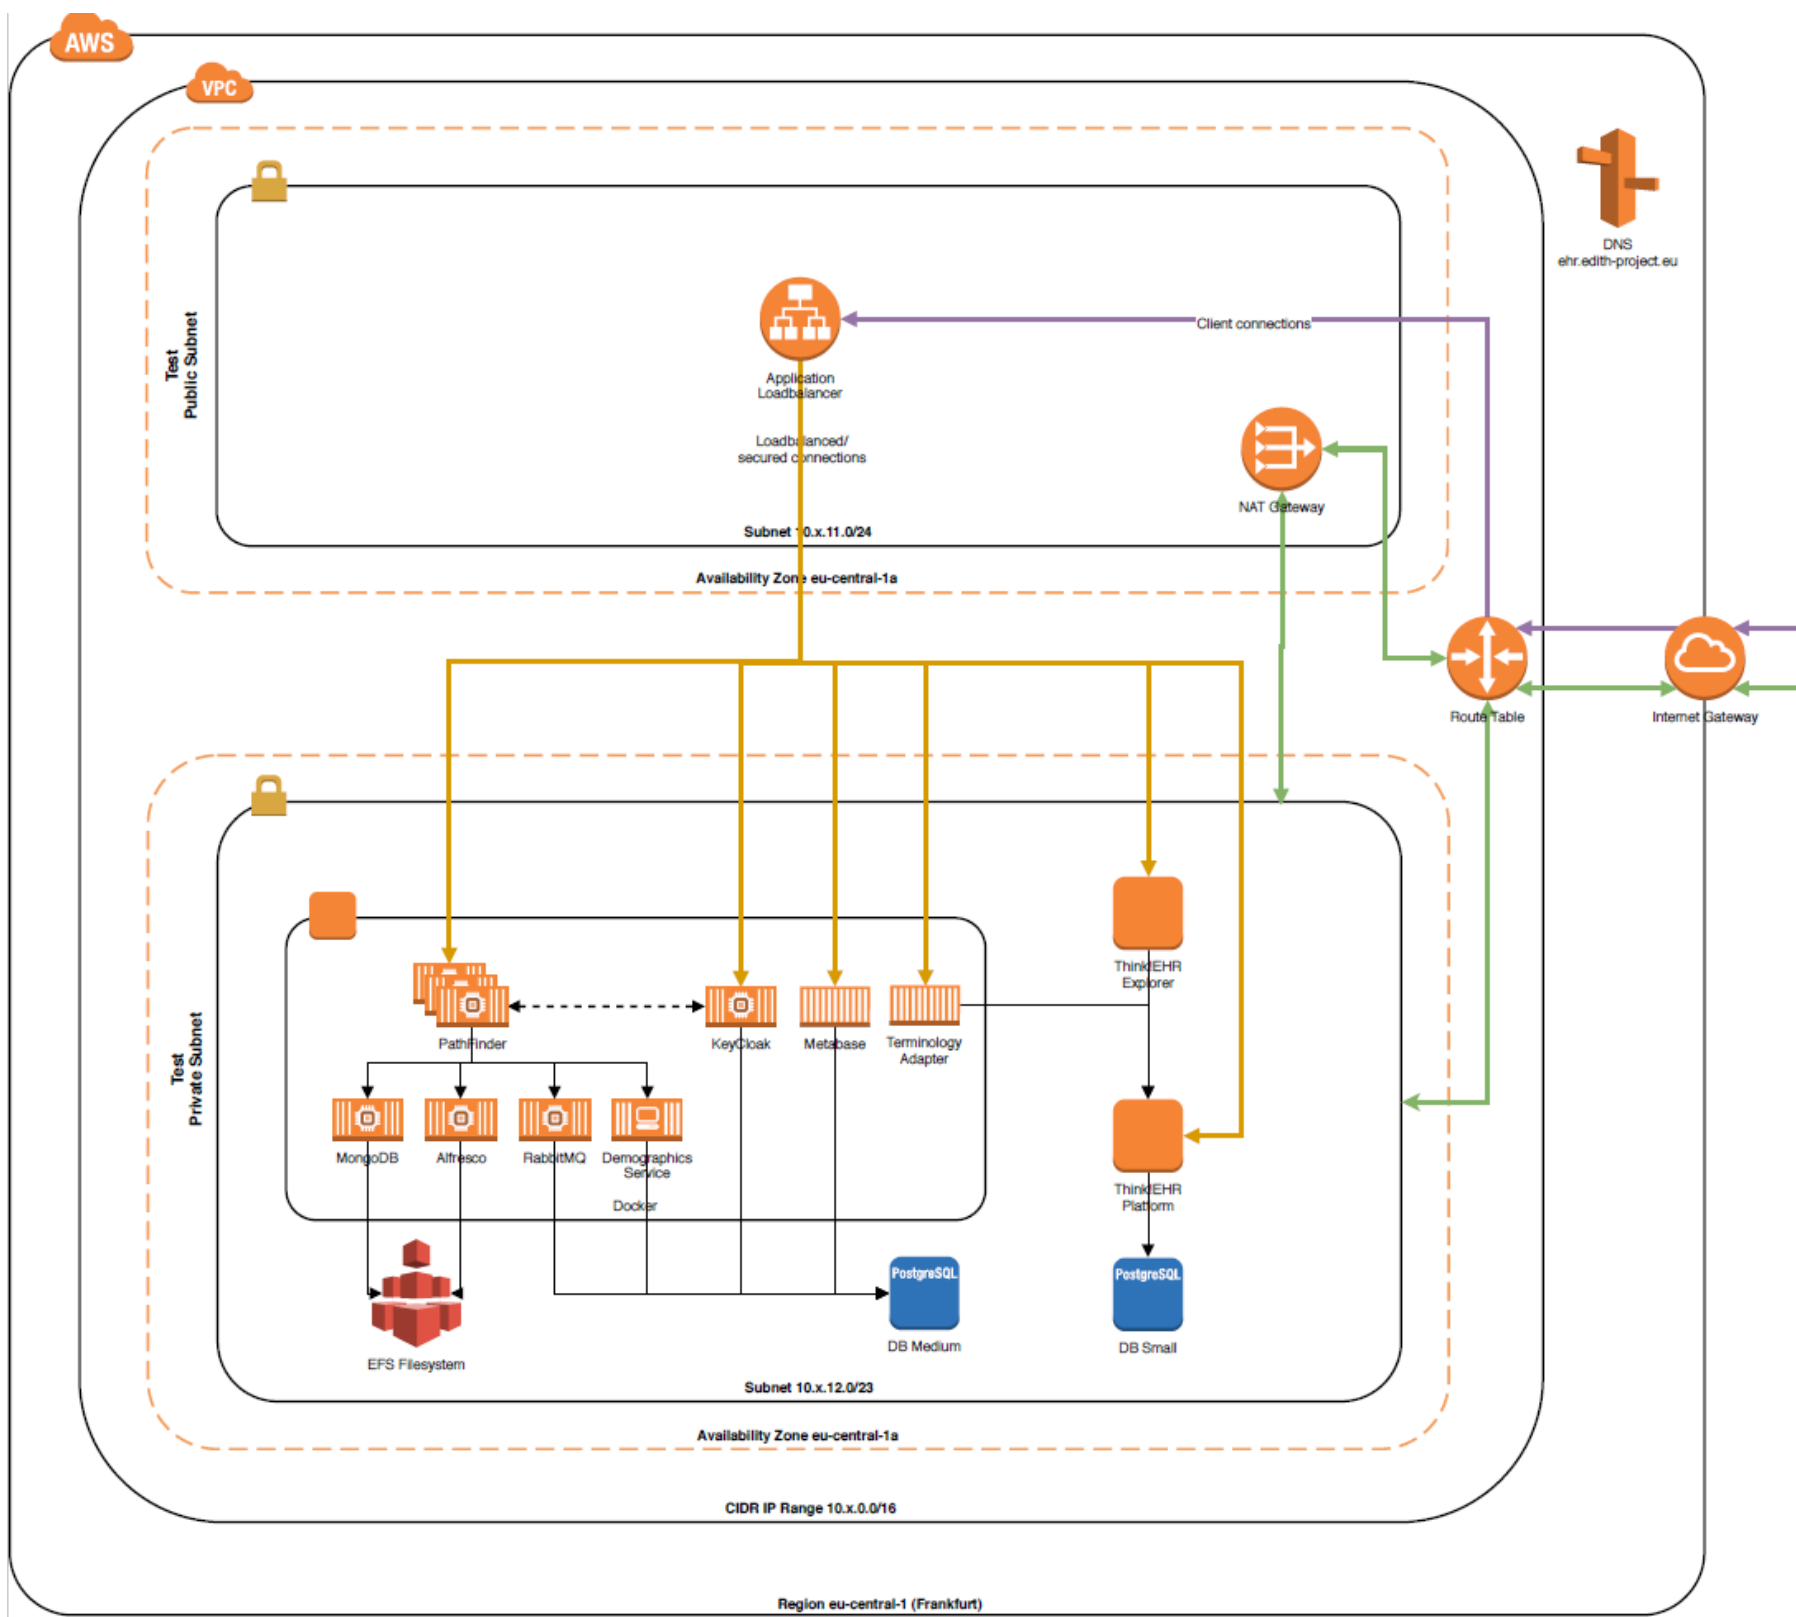 AWS
VPC
DNS
ehr.edith-project.eu
Test
Public Subnet
Client connections
Application
Loadbalancer
Loadbalanced/
secured connections
NAT Gateway
Subnet 10.x.11.0/24
Availability Zone eu-central-1a
Route Table
Internet Gateway
Test
Private Subnet
Think!EHR
Explorer
PathFinder
KeyCloak
Metabase
Terminology
Adapter
MongoDB
Alfresco
RabbitMQ
Demographics
Service
Docker
Think!EHR
Platform
PostgreSQL
DB Medium
PostgreSQL
DB Small
EFS Filesystem
Subnet 10.x.12.0/23
Availability Zone eu-central-1a
CIDR IP Range 10.x.0.0/16
Region eu-central-1 (Frankfurt)